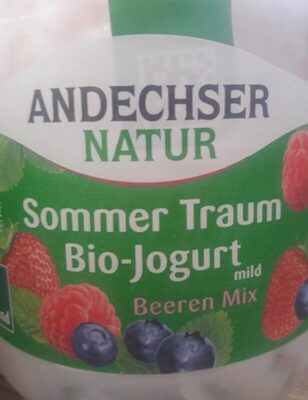 ANDECHSER
NATUR
Sommer Traum
Bio-Jogurt
mild
Beeren Mix